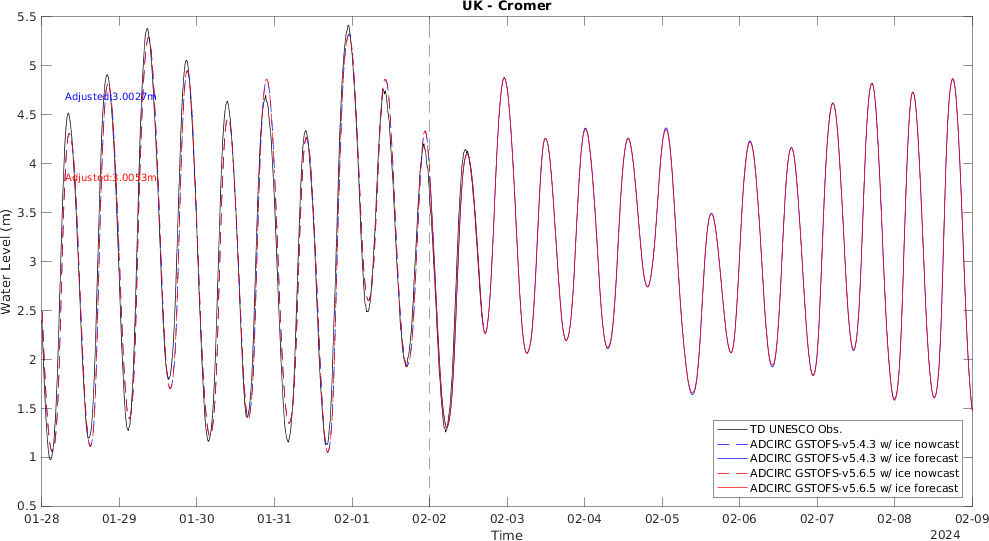 UK - Cromer
5.5
5
4.5
4
3.5
3
2.5
2
1.5
1
0.5
Water Level (m)
Adjusted:3.0027m
Adjusted:3.0053m
TD UNESCO Obs.
ADCIRC GSTOFS-v5.4.3 w/ ice nowcast
ADCIRC GSTOFS-v5.4.3 w/ ice forecast
ADCIRC GSTOFS-v5.6.5 w/ ice nowcast
ADCIRC GSTOFS-v5.6.5 w/ ice forecast
01-28 01-29 01-30 01-31 02-01 02-02 02-03 02-04 02-05 02-06 02-07 02-08 02-09
Time
2024